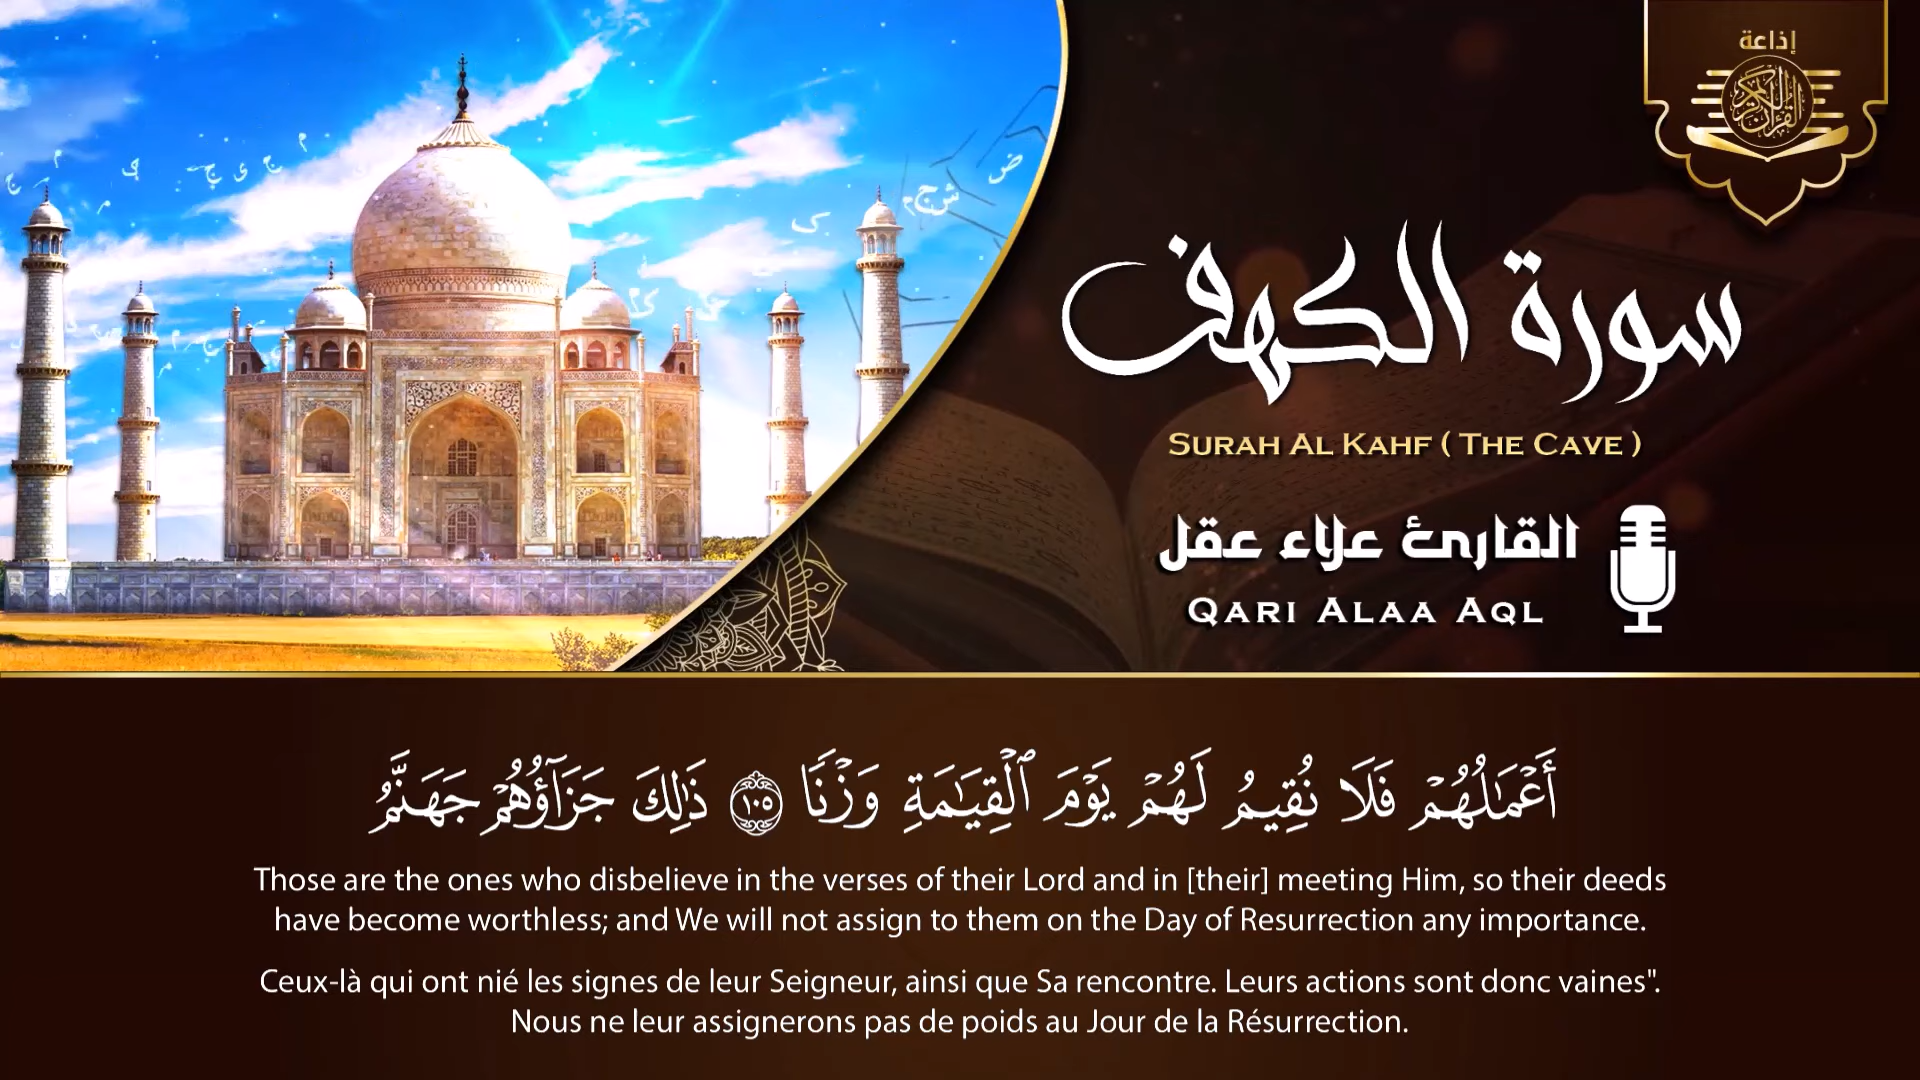 إذاعة
القرآن الكريم
سورة الكهف
SURAH AL KAHF ( THE CAVE )
القارئ علاء عقل
QARI ALAA AQL
أَعْمَـٰلُهُمْ فَلَا نُقِيمُ لَهُمْ يَوْمَ ٱلْقِيَـٰمَةِ وَزْنًا ١٠٥ ذَٰلِكَ جَزَآؤُهُمْ جَهَنَّمُ
Those are the ones who disbelieve in the verses of their Lord and in [their] meeting Him, so their deeds
have become worthless; and We will not assign to them on the Day of Resurrection any importance.
Ceux-là qui ont nié les signes de leur Seigneur, ainsi que Sa rencontre. Leurs actions sont donc vaines".
Nous ne leur assignerons pas de poids au Jour de la Résurrection.